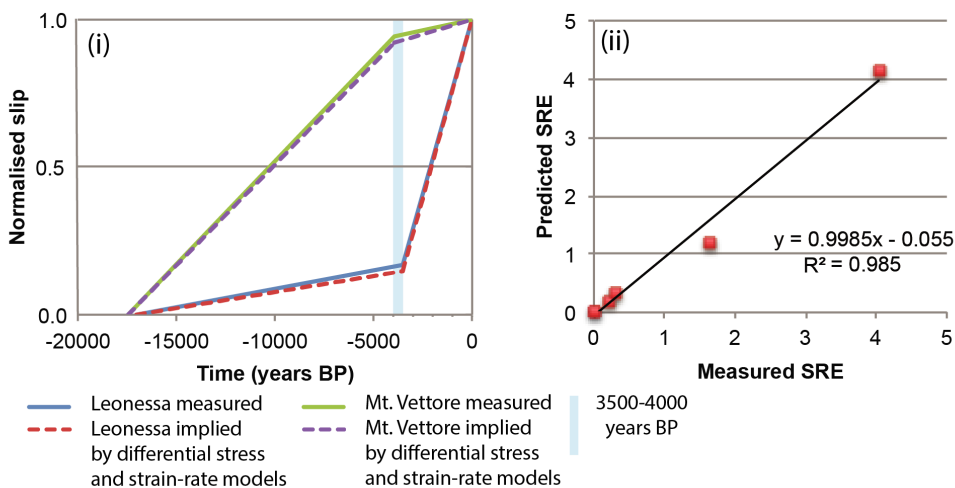 (i)
1.0
0.5
0.0
Normalised slip
-20000 -15000 -10000 -5000 0
Time (years BP)
(ii)
5
4
3
2
1
0
Predicted SRE
y = 0.9985x - 0.055
R² = 0.985
0 1 2 3 4 5
Measured SRE
Leonessa measured
Leonessa implied
by differential stress
and strain-rate models
Mt. Vettore measured
Mt. Vettore implied
by differential stress
and strain-rate models
3500-4000
years BP